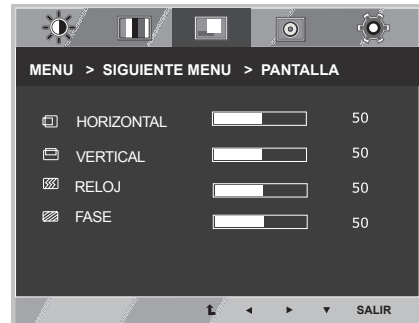 MENU > SIGUIENTE MENU > PANTALLA
HORIZONTAL 50
VERTICAL 50
RELOJ 50
FASE 50
SALIR